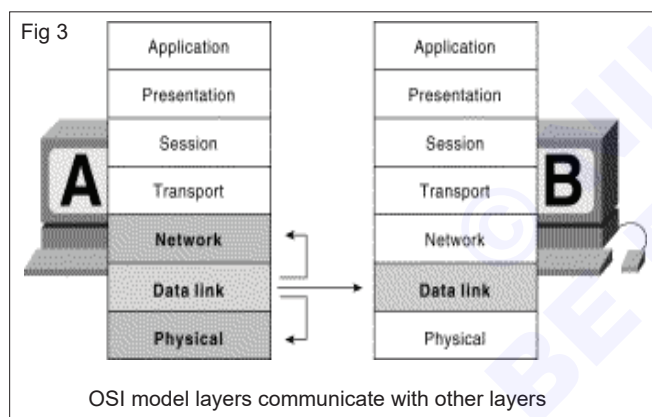 Fig 3
Application
Presentation
Session
Transport
Network
Data link
Physical
A
Application
Presentation
Session
Transport
Network
Data link
Physical
B
OSI model layers communicate with other layers